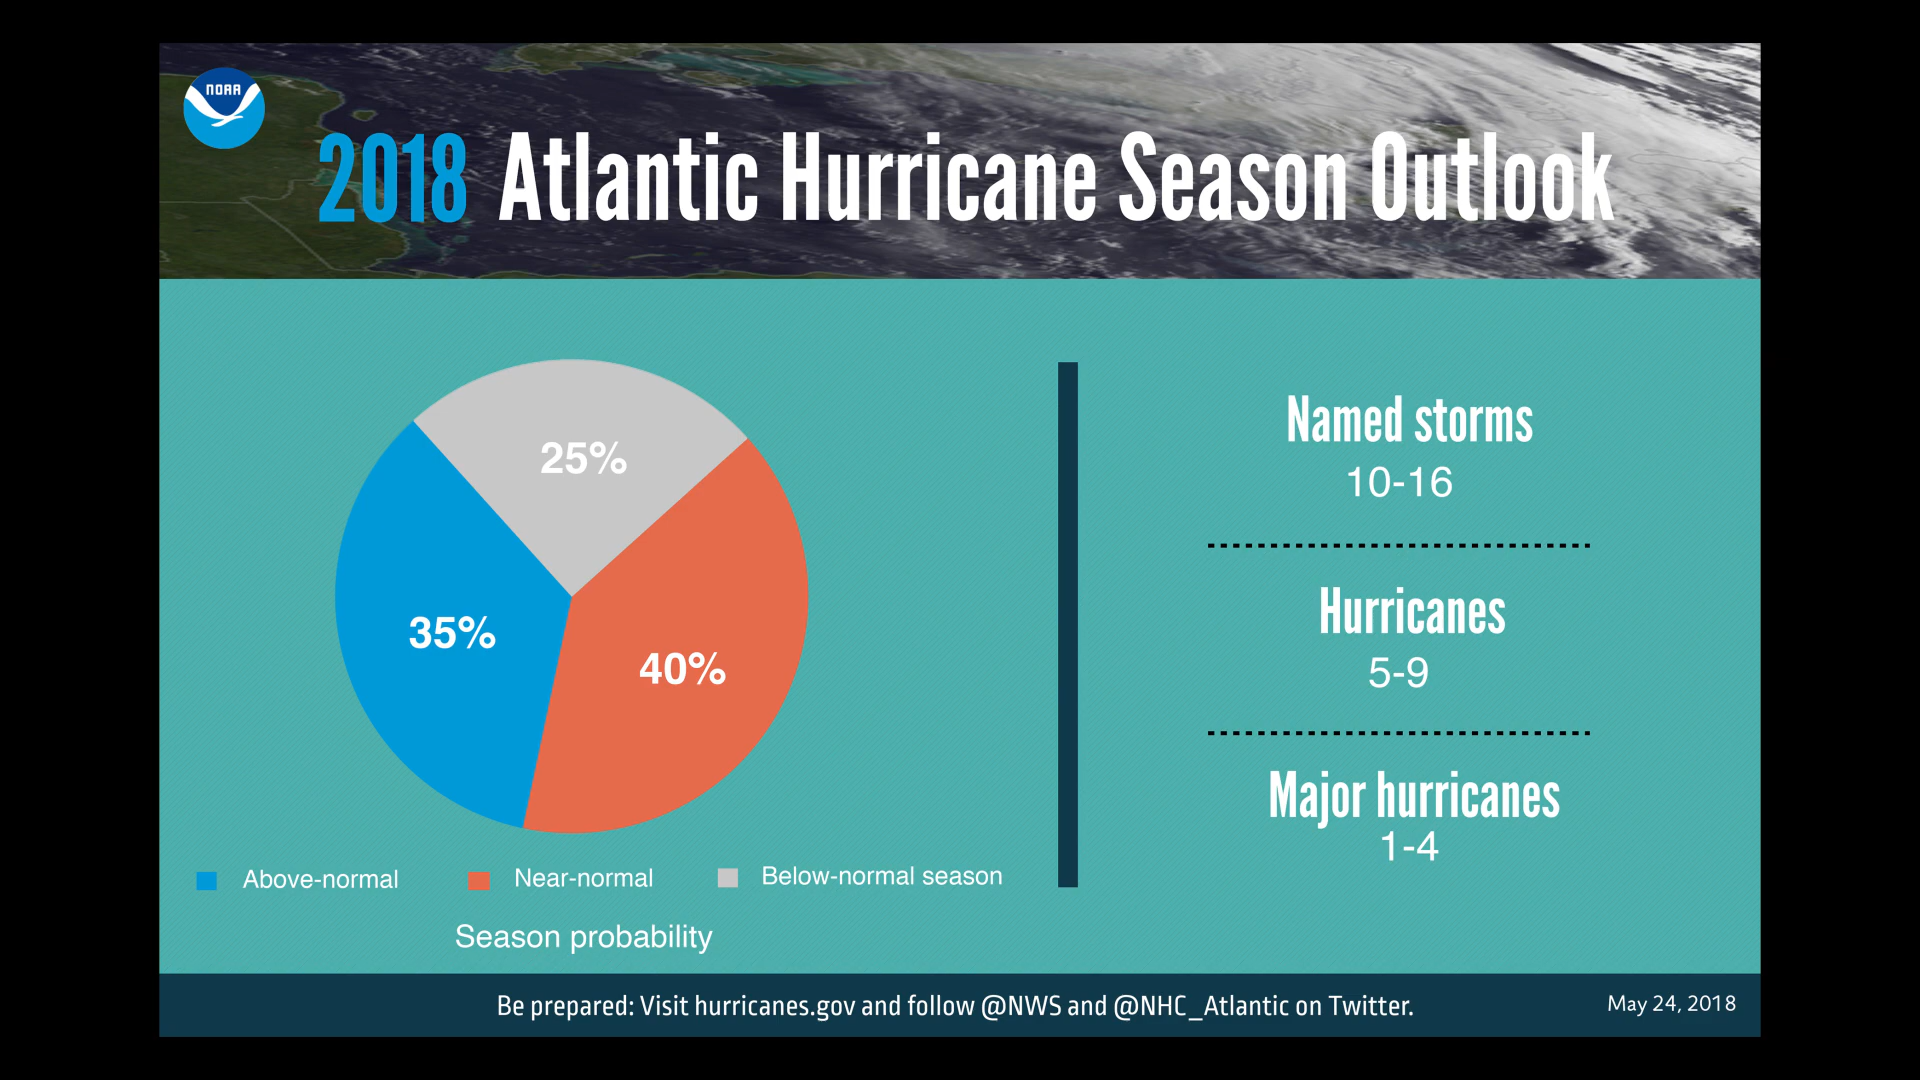 NOAA
2018 Atlantic Hurricane Season Outlook
25%
35%
40%
Above-normal
Near-normal
Below-normal season
Season probability
Named storms
10-16
Hurricanes
5-9
Major hurricanes
1-4
Be prepared: Visit hurricanes.gov and follow @NWS and @NHC_Atlantic on Twitter.
May 24, 2018